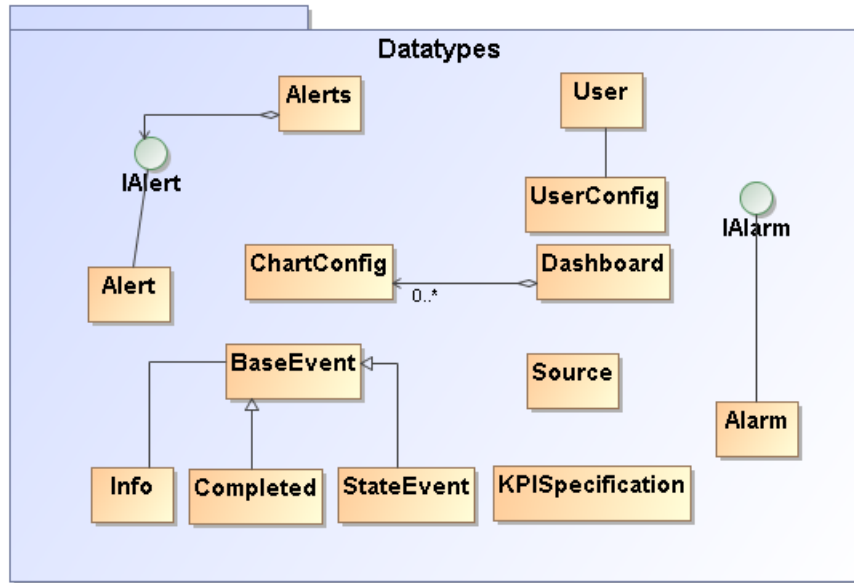 Datatypes
Alerts
User
IAlert
UserConfig
IAlarm
ChartConfig
Dashboard
Alert
0..*
BaseEvent
Source
Alarm
Info
Completed
StateEvent
KPISpecification